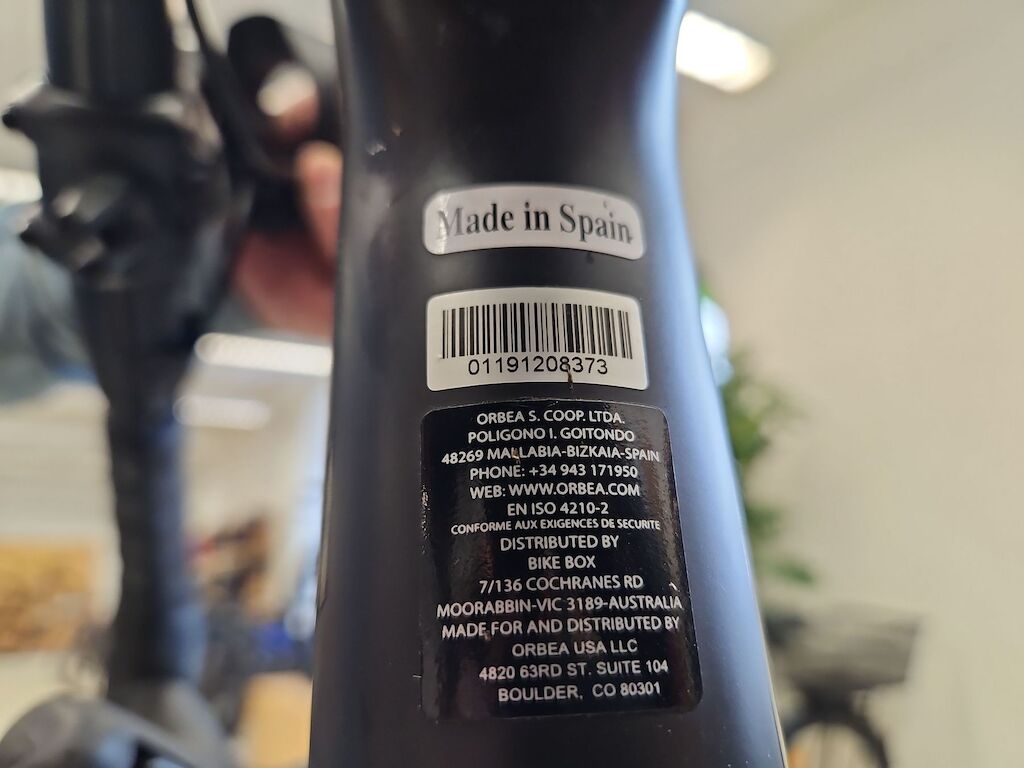 Made in Spain
01191208373
ORBEA S. COOP. LTDA.
POLIGONO I. GOITONDO
48269 MALLABIA-BIZKAIA-SPAIN
PHONE: +34 943 171950
WEB: WWW.ORBEA.COM
EN ISO 4210-2
CONFORME AUX EXIGENCES DE SECURITE
DISTRIBUTED BY
BIKE BOX
7/136 COCHRANES RD
MOORABBIN-VIC 3189-AUSTRALIA
MADE FOR AND DISTRIBUTED BY
ORBEA USA LLC
4820 63RD ST. SUITE 104
BOULDER, CO 80301